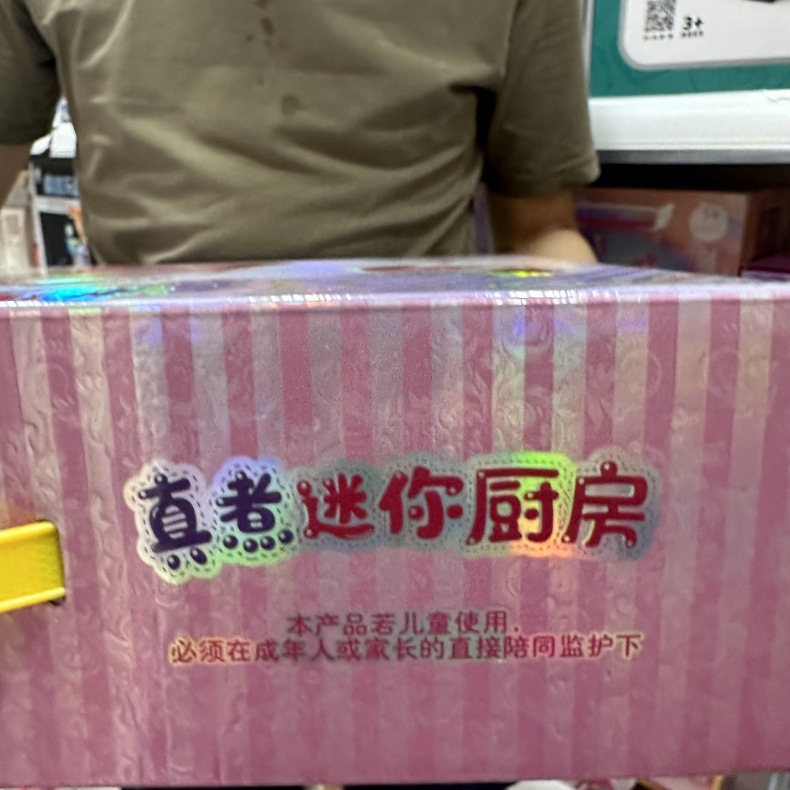 3+
真煮迷你厨房
本产品若儿童使用,
必须在成年人或家长的直接陪同监护下